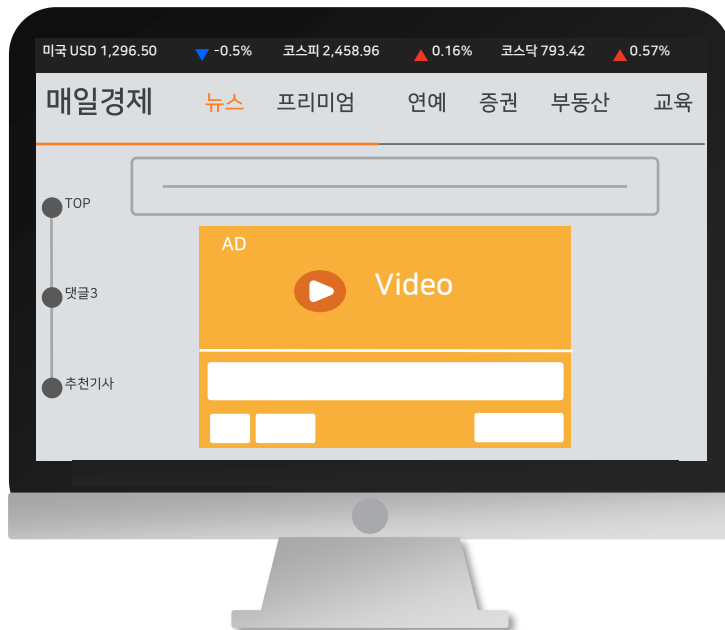 미국 USD 1,296.50 -0.5% 코스피 2,458.96 0.16% 코스닥 793.42 0.57%
매일경제 뉴스 프리미엄 연예 증권 부동산 교육
TOP
AD
Video
댓글3
추천기사